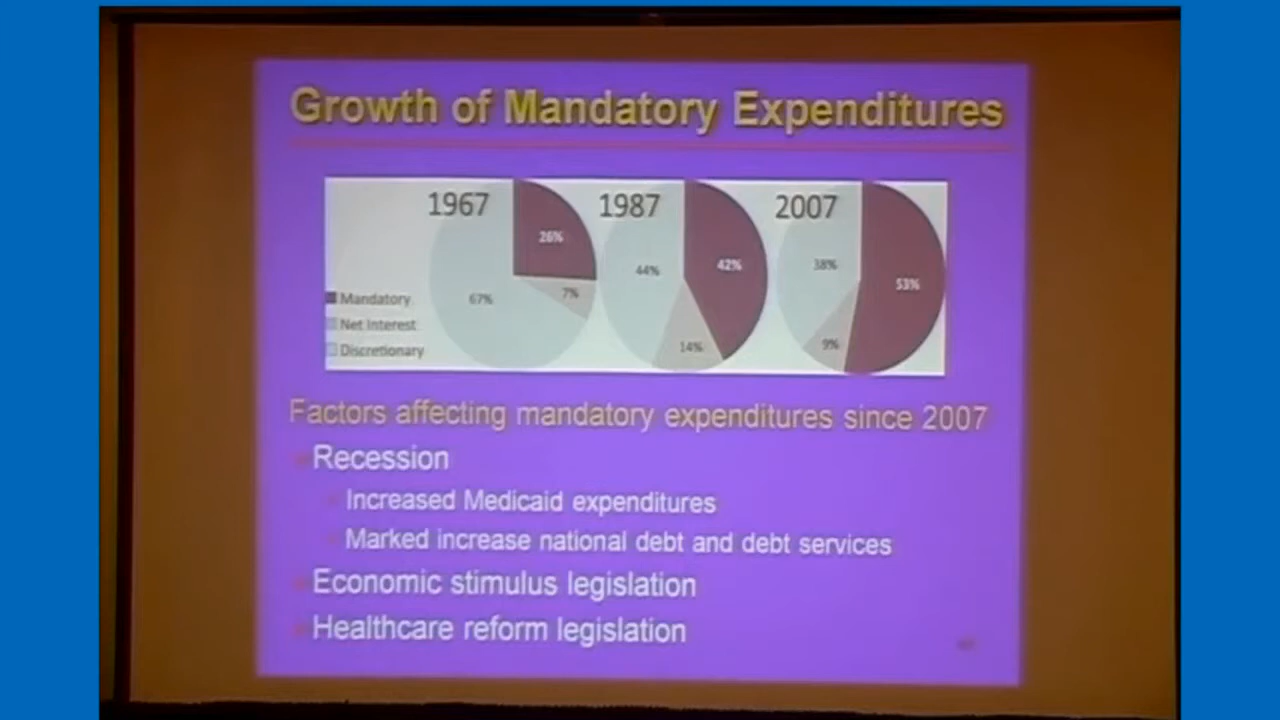 Growth of Mandatory Expenditures
1967
1987
2007
26%
7%
67%
42%
14%
44%
53%
9%
38%
Mandatory
Net Interest
Discretionary
Factors affecting mandatory expenditures since 2007
Recession
Increased Medicaid expenditures
Marked increase national debt and debt services
Economic stimulus legislation
Healthcare reform legislation